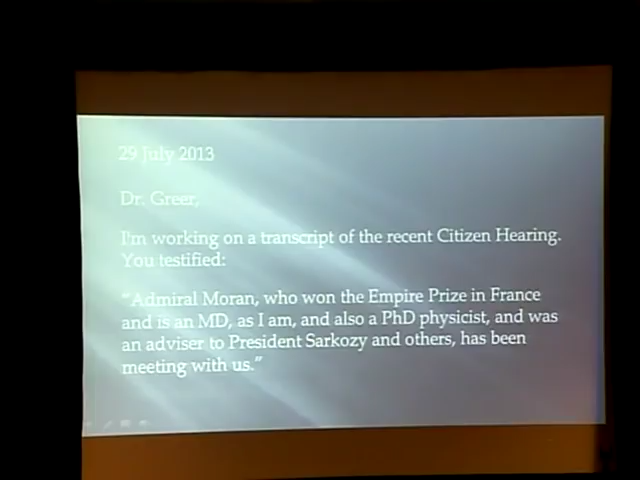 29 July 2013
Dr. Greer,
I'm working on a transcript of the recent Citizen Hearing.
You testified:
"Admiral Moran, who won the Empire Prize in France
and is an MD, as I am, and also a PhD physicist, and was
an adviser to President Sarkozy and others, has been
meeting with us."